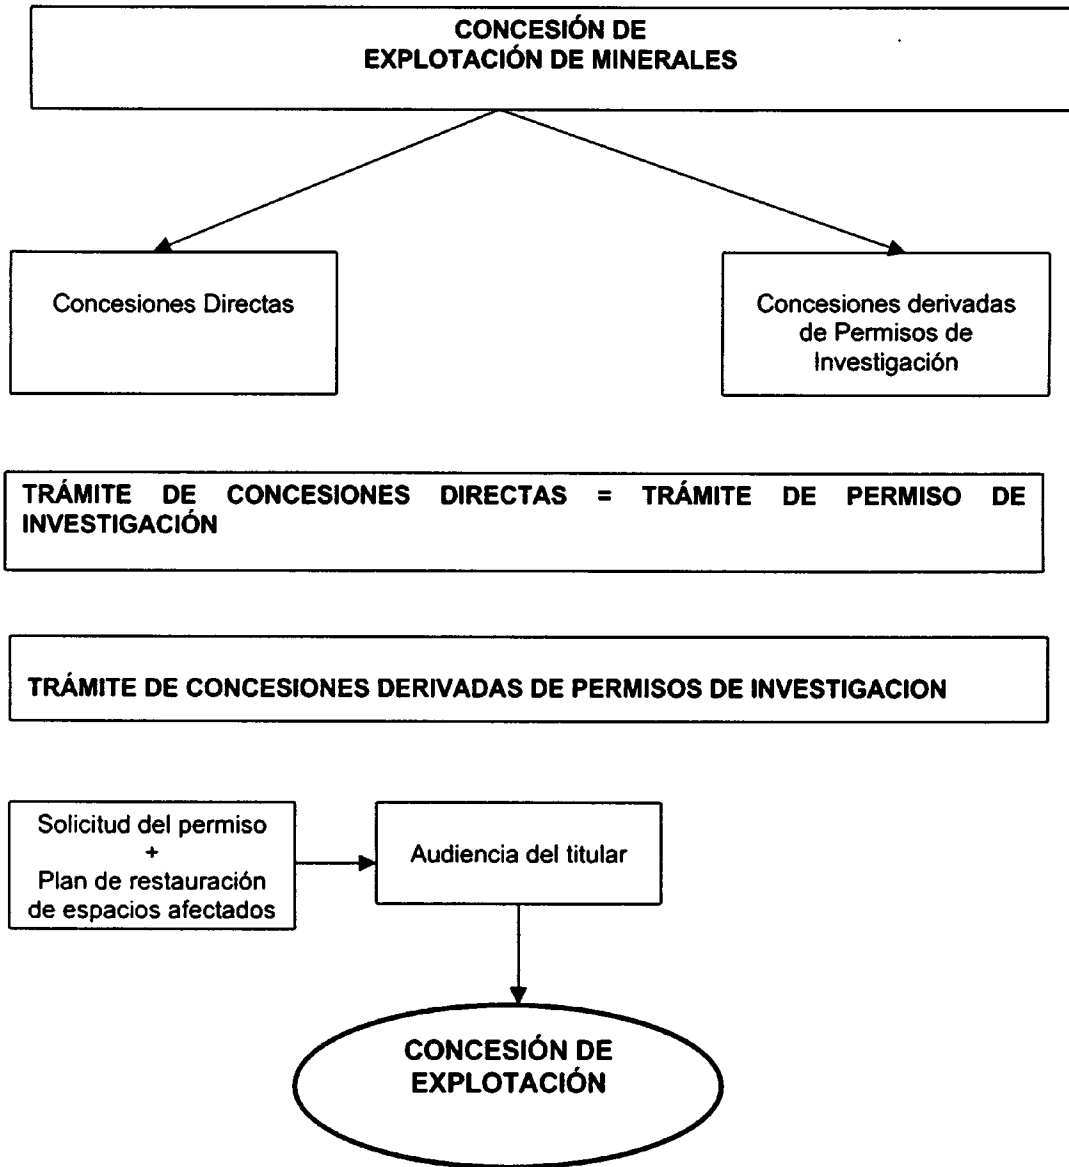 CONCESIÓN DE
EXPLOTACIÓN DE MINERALES
Concesiones Directas
Concesiones derivadas
de Permisos de
Investigación
TRÁMITE DE CONCESIONES DIRECTAS = TRÁMITE DE PERMISO DE
INVESTIGACIÓN
TRÁMITE DE CONCESIONES DERIVADAS DE PERMISOS DE INVESTIGACION
Solicitud del permiso
+
Plan de restauración
de espacios afectados
Audiencia del titular
CONCESIÓN DE
EXPLOTACIÓN